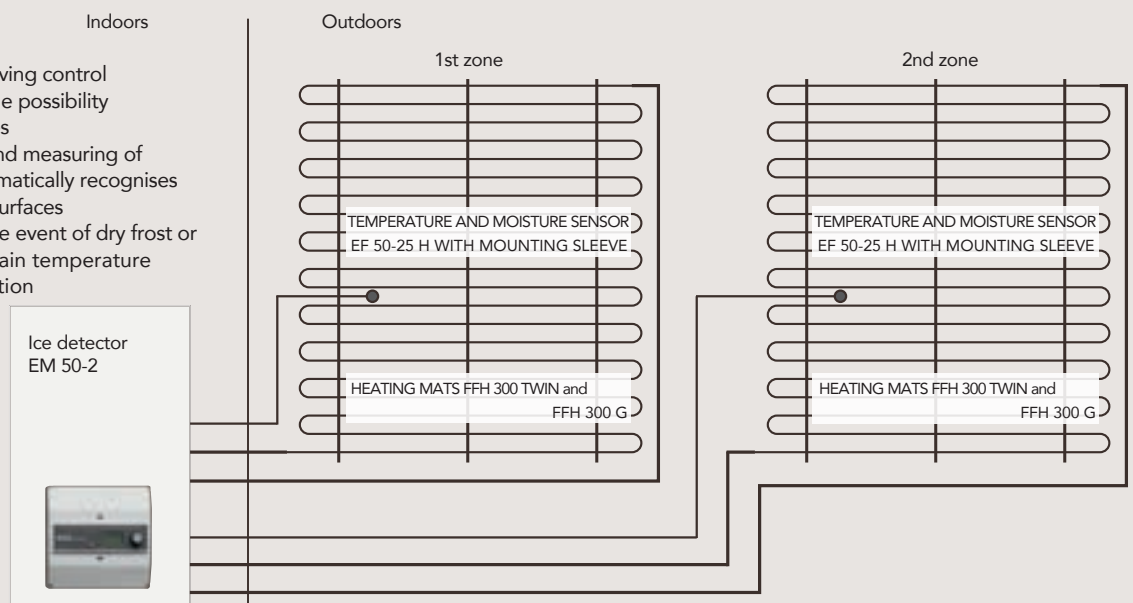 Indoors
Outdoors
1st zone
2nd zone
ving control
e possibility
s
nd measuring of
matically recognises
urfaces
e event of dry frost or
ain temperature
tion
Ice detector
EM 50-2
TEMPERATURE AND MOISTURE SENSOR
EF 50-25 H WITH MOUNTING SLEEVE
HEATING MATS FFH 300 TWIN and
FFH 300 G
TEMPERATURE AND MOISTURE SENSOR
EF 50-25 H WITH MOUNTING SLEEVE
HEATING MATS FFH 300 TWIN and
FFH 300 G